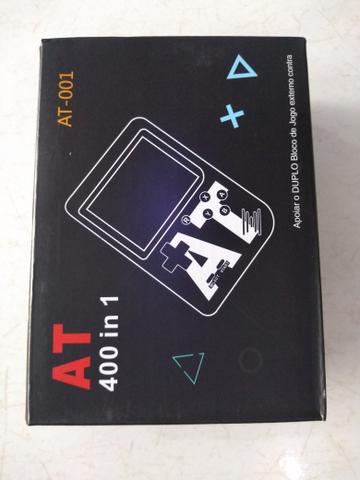 AT-001
Apoiar o DUPLO Bloco de Jogo externo contra
R
X
A
Y
B
AT
AT
400 in 1